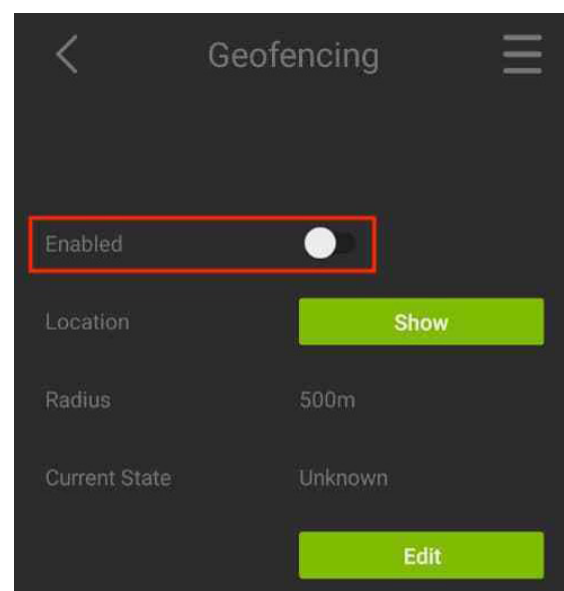 Geofencing
Enabled
Location Show
Radius 500m
Current State Unknown
Edit